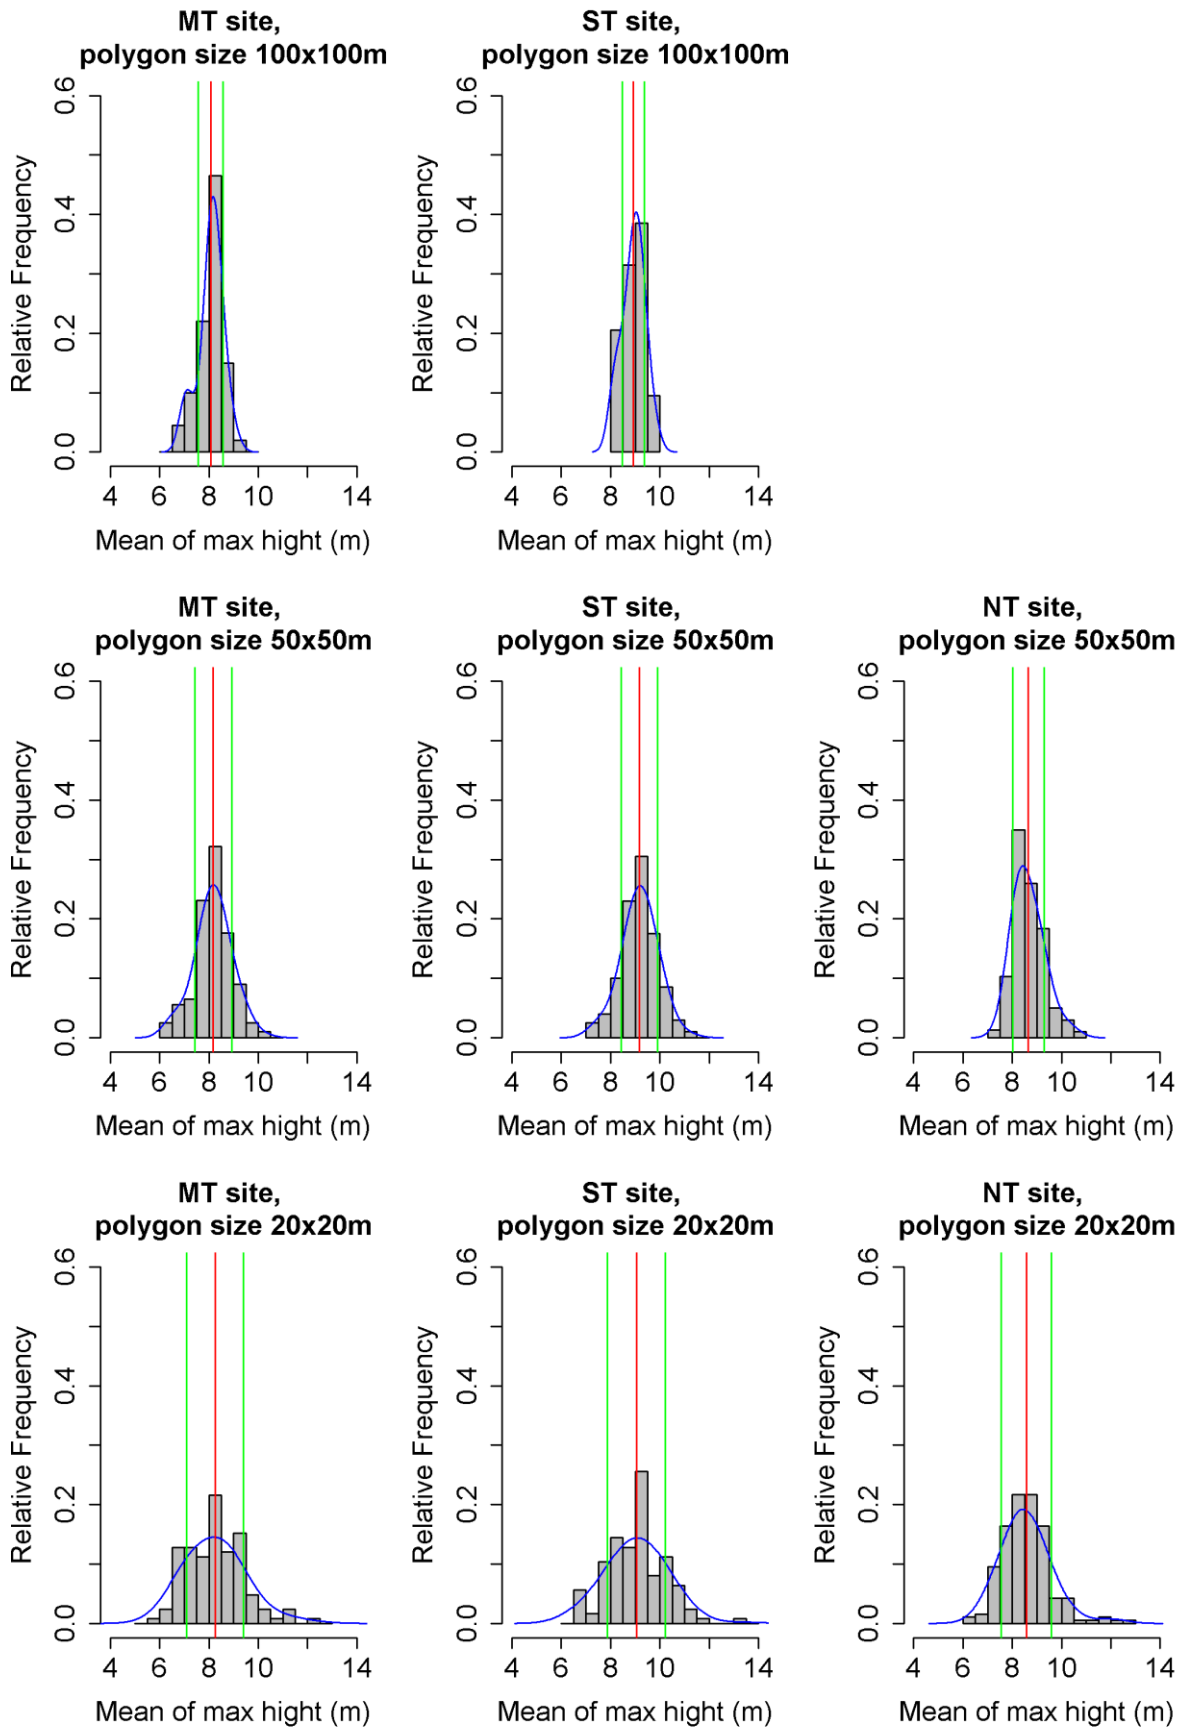 MT site,
polygon size 100x100m
0.6
0.4
0.2
0.0
Relative Frequency
4 6 8 10 14
Mean of max hight (m)
ST site,
polygon size 100x100m
0.6
0.4
0.2
0.0
Relative Frequency
4 6 8 10 14
Mean of max hight (m)
MT site,
polygon size 50x50m
0.6
0.4
0.2
0.0
Relative Frequency
4 6 8 10 14
Mean of max hight (m)
ST site,
polygon size 50x50m
0.6
0.4
0.2
0.0
Relative Frequency
4 6 8 10 14
Mean of max hight (m)
NT site,
polygon size 50x50m
0.6
0.4
0.2
0.0
Relative Frequency
4 6 8 10 14
Mean of max hight (m)
MT site,
polygon size 20x20m
0.6
0.4
0.2
0.0
Relative Frequency
4 6 8 10 14
Mean of max hight (m)
ST site,
polygon size 20x20m
0.6
0.4
0.2
0.0
Relative Frequency
4 6 8 10 14
Mean of max hight (m)
NT site,
polygon size 20x20m
0.6
0.4
0.2
0.0
Relative Frequency
4 6 8 10 14
Mean of max hight (m)